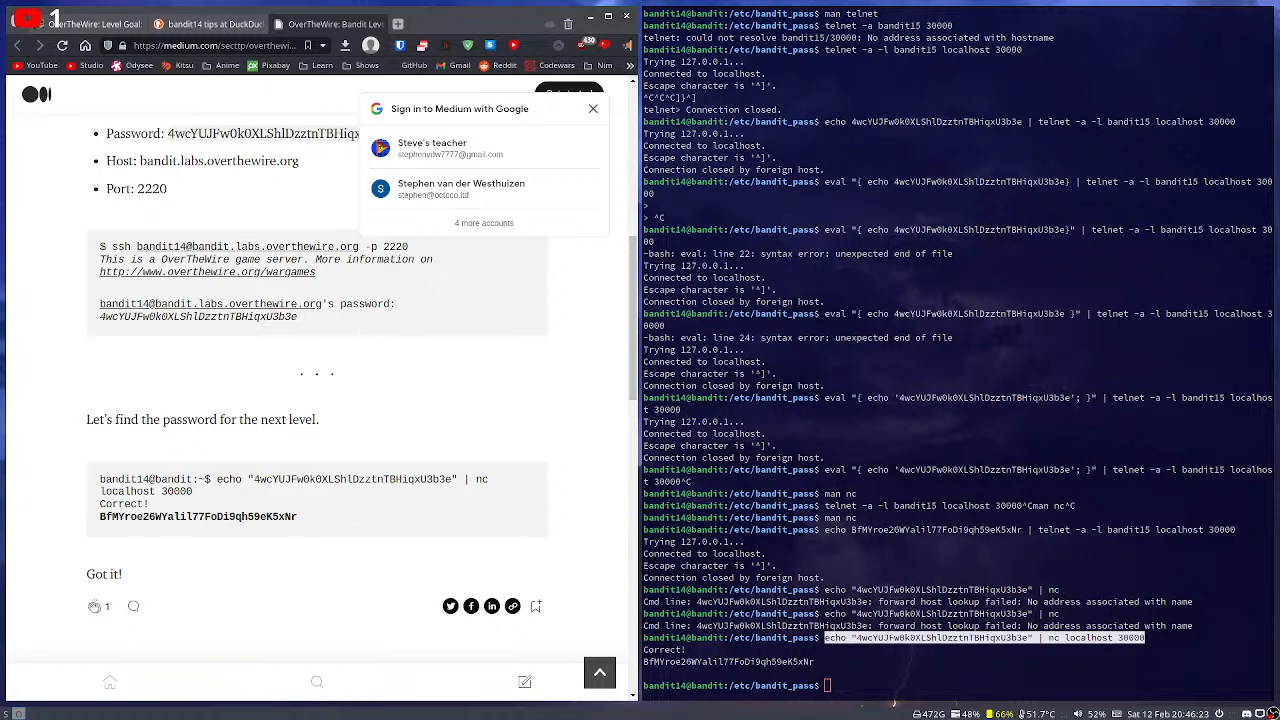 1
erTheWire: Level Goal:
bandit14 tips at DuckDuc
OverTheWire: Bandit Leve
https://medium.com/secttp/overthewi...
430
YouTube
Studio
Odysee
Kitsu
Anime
Pixabay
Learn
Shows
GitHub
Gmail
Reddit
Codewars
Nim
Sign in to Medium with Google
Steve's teacher
stephenvdw7777@gmail.com
Stephen van der Westhuizen
stephen@octoco.ltd
4 more accounts
• Password: 4wcYUJFw0k0XLShlDzztnTBHiqx
• Host: bandit.labs.overthewire.org
• Port: 2220
$ ssh bandit14@bandit.labs.overthewire.org -p 2220
This is a OverTheWire game server. More information on
http://www.overthewire.org/wargames
bandit14@bandit.labs.overthewire.org's password:
4wcYUJFw0k0XLShlDzztnTBHiqxU3b3e
. . .
Let's find the password for the next level.
bandit14@bandit:~$ echo "4wcYUJFw0k0XLShlDzztnTBHiqxU3b3e" | nc
localhost 30000
Correct!
BfMYroe26WYalil77FoDi9qh59eK5xNr
Got it!
1
bandit14@bandit:/etc/bandit_pass$ man telnet
bandit14@bandit:/etc/bandit_pass$ telnet -a bandit15 30000
telnet: could not resolve bandit15/30000: No address associated with hostname
bandit14@bandit:/etc/bandit_pass$ telnet -a -l bandit15 localhost 30000
Trying 127.0.0.1...
Connected to localhost.
Escape character is '^]'.
^C^C^C]}^]
telnet> Connection closed.
bandit14@bandit:/etc/bandit_pass$ echo 4wcYUJFw0k0XLShlDzztnTBHiqxU3b3e | telnet -a -l bandit15 localhost 30000
Trying 127.0.0.1...
Connected to localhost.
Escape character is '^]'.
Connection closed by foreign host.
bandit14@bandit:/etc/bandit_pass$ eval "{ echo 4wcYUJFw0k0XLShlDzztnTBHiqxU3b3e} | telnet -a -l bandit15 localhost 300
00
>
> ^C
bandit14@bandit:/etc/bandit_pass$ eval "{ echo 4wcYUJFw0k0XLShlDzztnTBHiqxU3b3e}" | telnet -a -l bandit15 localhost 300
00
-bash: eval: line 22: syntax error: unexpected end of file
Trying 127.0.0.1...
Connected to localhost.
Escape character is '^]'.
Connection closed by foreign host.
bandit14@bandit:/etc/bandit_pass$ eval "{ echo 4wcYUJFw0k0XLShlDzztnTBHiqxU3b3e }" | telnet -a -l bandit15 localhost 3
0000
-bash: eval: line 24: syntax error: unexpected end of file
Trying 127.0.0.1...
Connected to localhost.
Escape character is '^]'.
Connection closed by foreign host.
bandit14@bandit:/etc/bandit_pass$ eval "{ echo '4wcYUJFw0k0XLShlDzztnTBHiqxU3b3e'; }" | telnet -a -l bandit15 localhos
t 30000
Trying 127.0.0.1...
Connected to localhost.
Escape character is '^]'.
Connection closed by foreign host.
bandit14@bandit:/etc/bandit_pass$ eval "{ echo '4wcYUJFw0k0XLShlDzztnTBHiqxU3b3e'; }" | telnet -a -l bandit15 localhos
t 30000^C
bandit14@bandit:/etc/bandit_pass$ man nc
bandit14@bandit:/etc/bandit_pass$ telnet -a -l bandit15 localhost 30000^Cman nc^C
bandit14@bandit:/etc/bandit_pass$ man nc
bandit14@bandit:/etc/bandit_pass$ echo BfMYroe26WYalil77FoDi9qh59eK5xNr | telnet -a -l bandit15 localhost 30000
Trying 127.0.0.1...
Connected to localhost.
Escape character is '^]'.
Connection closed by foreign host.
bandit14@bandit:/etc/bandit_pass$ echo "4wcYUJFw0k0XLShlDzztnTBHiqxU3b3e" | nc
Cmd line: 4wcYUJFw0k0XLShlDzztnTBHiqxU3b3e: forward host lookup failed: No address associated with name
bandit14@bandit:/etc/bandit_pass$ echo "4wcYUJFw0k0XLShlDzztnTBHiqxU3b3e" | nc
Cmd line: 4wcYUJFw0k0XLShlDzztnTBHiqxU3b3e: forward host lookup failed: No address associated with name
bandit14@bandit:/etc/bandit_pass$ echo "4wcYUJFw0k0XLShlDzztnTBHiqxU3b3e" | nc localhost 30000
Correct!
BfMYroe26WYalil77FoDi9qh59eK5xNr
bandit14@bandit:/etc/bandit_pass$
S
472G
48%
66%
51.7°C
52%
Sat 12 Feb 20:46:23